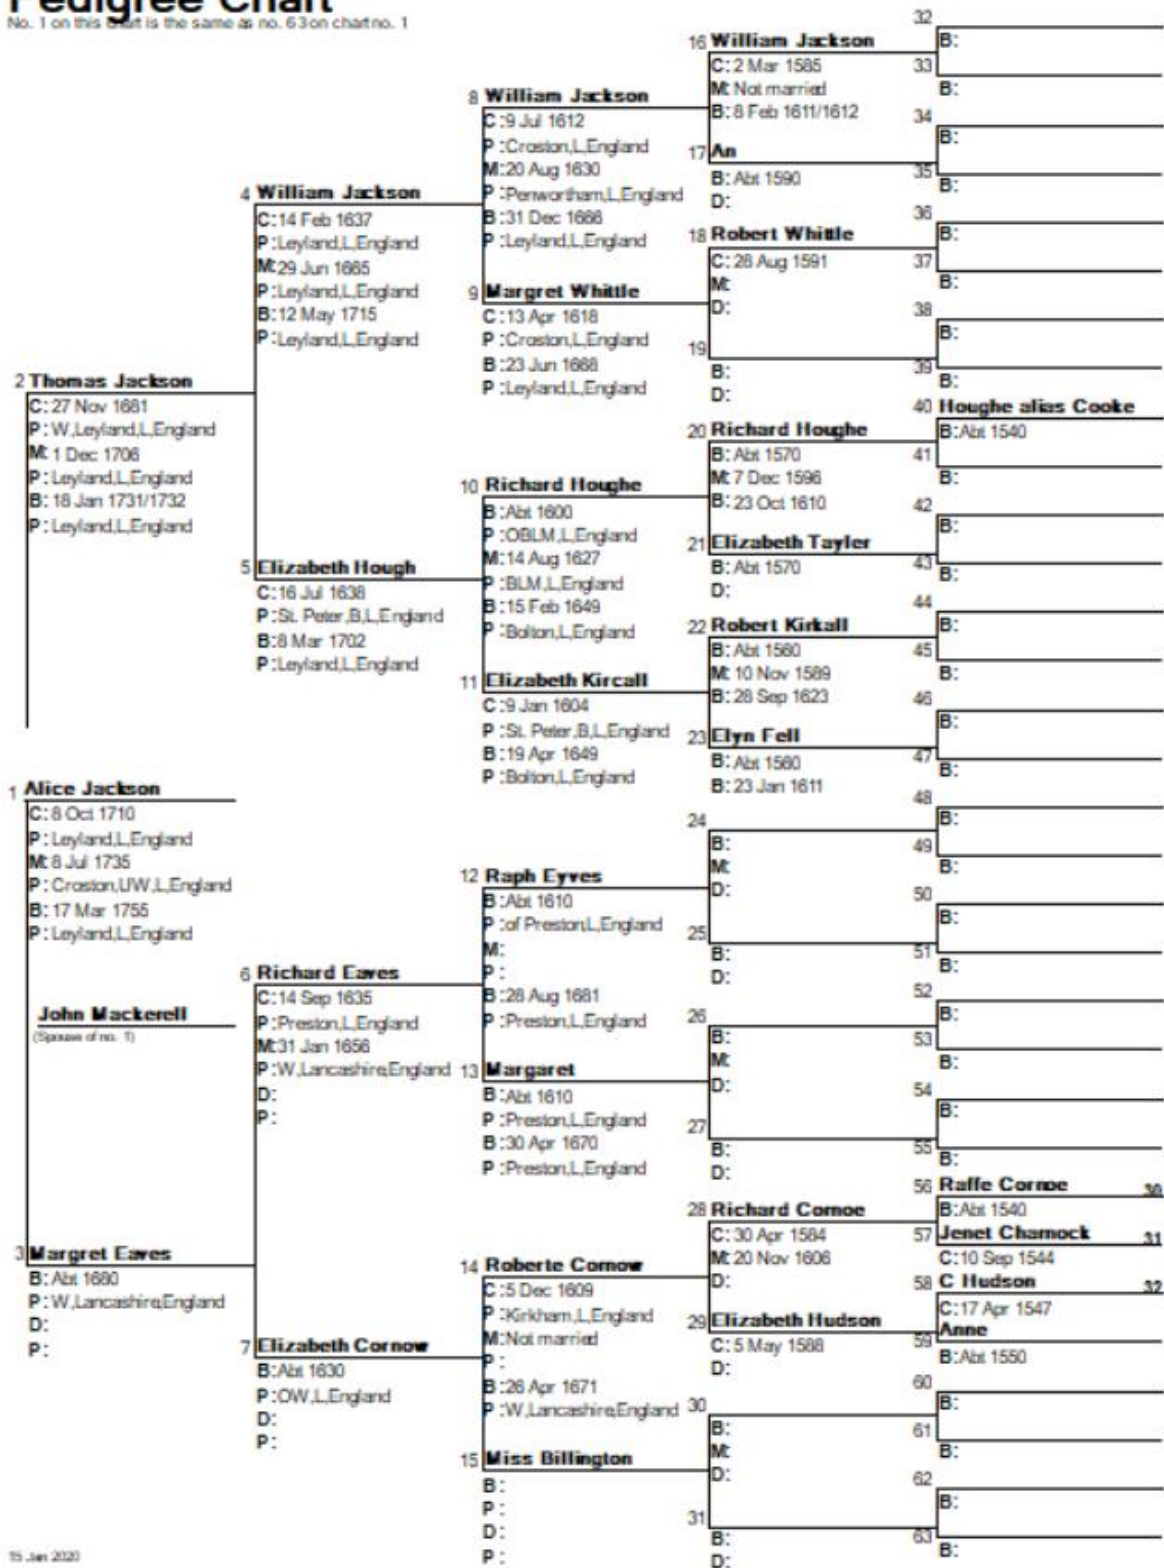 Pedigree Chart
No. 1 on this chart is the same as no. 63 on chart no. 1
2 Thomas Jackson
C: 27 Nov 1681
P: W,Leyland,L,England
M: 1 Dec 1706
P: Leyland,L,England
B: 18 Jan 1731/1732
P: Leyland,L,England
1 Alice Jackson
C: 8 Oct 1710
P: Leyland,L,England
M: 8 Jul 1735
P: Croston,UW,L,England
B: 17 Mar 1755
P: Leyland,L,England
John Mackerell
(Spouse of no. 1)
3 Margret Eaves
B: Abt 1680
P: W,Lancashire,England
D:
P:
4 William Jackson
C: 14 Feb 1637
P: Leyland,L,England
M: 29 Jun 1665
P: Leyland,L,England
B: 12 May 1715
P: Leyland,L,England
5 Elizabeth Hough
C: 16 Jul 1638
P: St. Peter,B,L,England
B: 8 Mar 1702
P: Leyland,L,England
6 Richard Eaves
C: 14 Sep 1635
P: Preston,L,England
M: 31 Jan 1656
P: W,Lancashire,England
D:
P:
7 Elizabeth Cornow
B: Abt 1630
P: OW,L,England
D:
P:
8 William Jackson
C: 9 Jul 1612
P: Croston,L,England
M: 20 Aug 1630
P: Penwortham,L,England
B: 31 Dec 1666
P: Leyland,L,England
9 Margret Whittle
C: 13 Apr 1618
P: Croston,L,England
B: 23 Jun 1668
P: Leyland,L,England
10 Richard Houghe
B: Abt 1600
P: OBLM,L,England
M: 14 Aug 1627
P: BLM,L,England
B: 15 Feb 1649
P: Bolton,L,England
11 Elizabeth Kircall
C: 9 Jan 1604
P: St. Peter,B,L,England
B: 19 Apr 1649
P: Bolton,L,England
12 Raph Eyves
B: Abt 1610
P: of Preston,L,England
M:
P:
B: 28 Aug 1681
P: Preston,L,England
13 Margaret
B: Abt 1610
P: Preston,L,England
B: 30 Apr 1670
P: Preston,L,England
14 Roberte Cornow
C: 5 Dec 1609
P: Kirkham,L,England
M: Not married
P:
B: 26 Apr 1671
P: W,Lancashire,England
15 Miss Billington
B:
P:
D:
P:
16 William Jackson
C: 2 Mar 1585
M: Not married
B: 8 Feb 1611/1612
17 An
B: Abt 1590
D:
18 Robert Whittle
C: 28 Aug 1591
M:
D:
19
B:
D:
20 Richard Houghe
B: Abt 1570
M: 7 Dec 1596
B: 23 Oct 1610
21 Elizabeth Tayler
B: Abt 1570
D:
22 Robert Kirkall
B: Abt 1560
M: 10 Nov 1589
B: 28 Sep 1623
23 Elyn Fell
B: Abt 1560
B: 23 Jan 1611
24
B:
M:
D:
25
B:
D:
26
B:
M:
D:
27
B:
D:
28 Richard Cornoe
C: 30 Apr 1584
M: 20 Nov 1606
D:
29 Elizabeth Hudson
C: 5 May 1588
D:
30
B:
M:
D:
31
B:
D:
32
B:
33
B:
34
B:
35
B:
36
B:
37
B:
38
B:
39
B:
40 Houghe alias Cooke
B: Abt 1540
41
B:
42
B:
43
B:
44
B:
45
B:
46
B:
47
B:
48
B:
49
B:
50
B:
51
B:
52
B:
53
B:
54
B:
55
B:
56 Raffe Cornoe 30
B: Abt 1540
57 Jenet Charnock 31
C: 10 Sep 1544
58 C Hudson 32
C: 17 Apr 1547
59 Anne
B: Abt 1550
60
B:
61
B:
62
B:
63
B:
15 Jan 2020